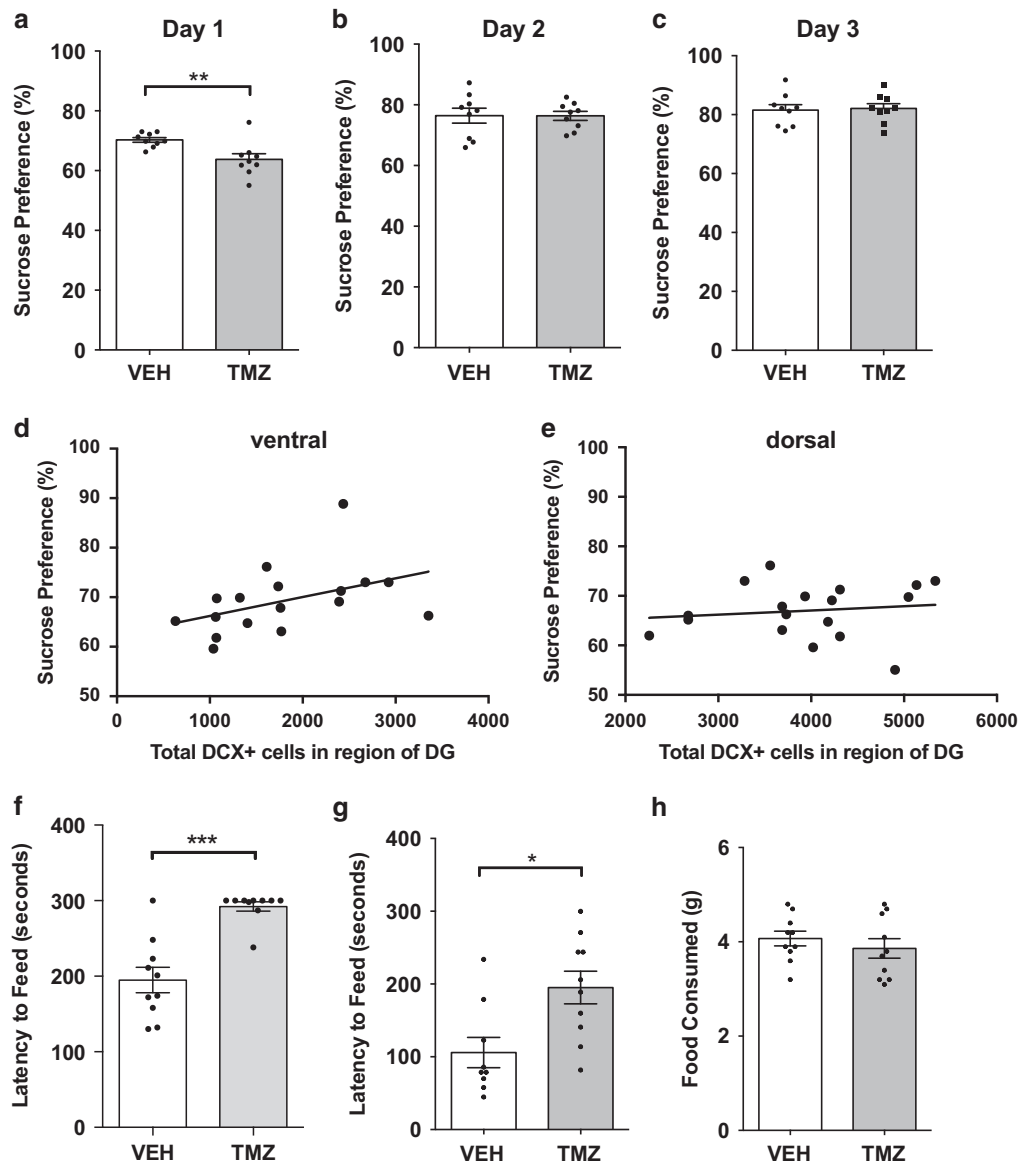 a
Day 1
Sucrose Preference (%)
100
80
60
40
20
0
**
VEH TMZ
b
Day 2
Sucrose Preference (%)
100
80
60
40
20
0
VEH TMZ
c
Day 3
Sucrose Preference (%)
100
80
60
40
20
0
VEH TMZ
d
ventral
Sucrose Preference (%)
100
90
80
70
60
50
0 1000 2000 3000 4000
Total DCX+ cells in region of DG
e
dorsal
Sucrose Preference (%)
100
90
80
70
60
50
2000 3000 4000 5000 6000
Total DCX+ cells in region of DG
f
Latency to Feed (seconds)
400
300
200
100
0
***
VEH TMZ
g
Latency to Feed (seconds)
400
300
200
100
0
*
VEH TMZ
h
Food Consumed (g)
6
4
2
0
VEH TMZ